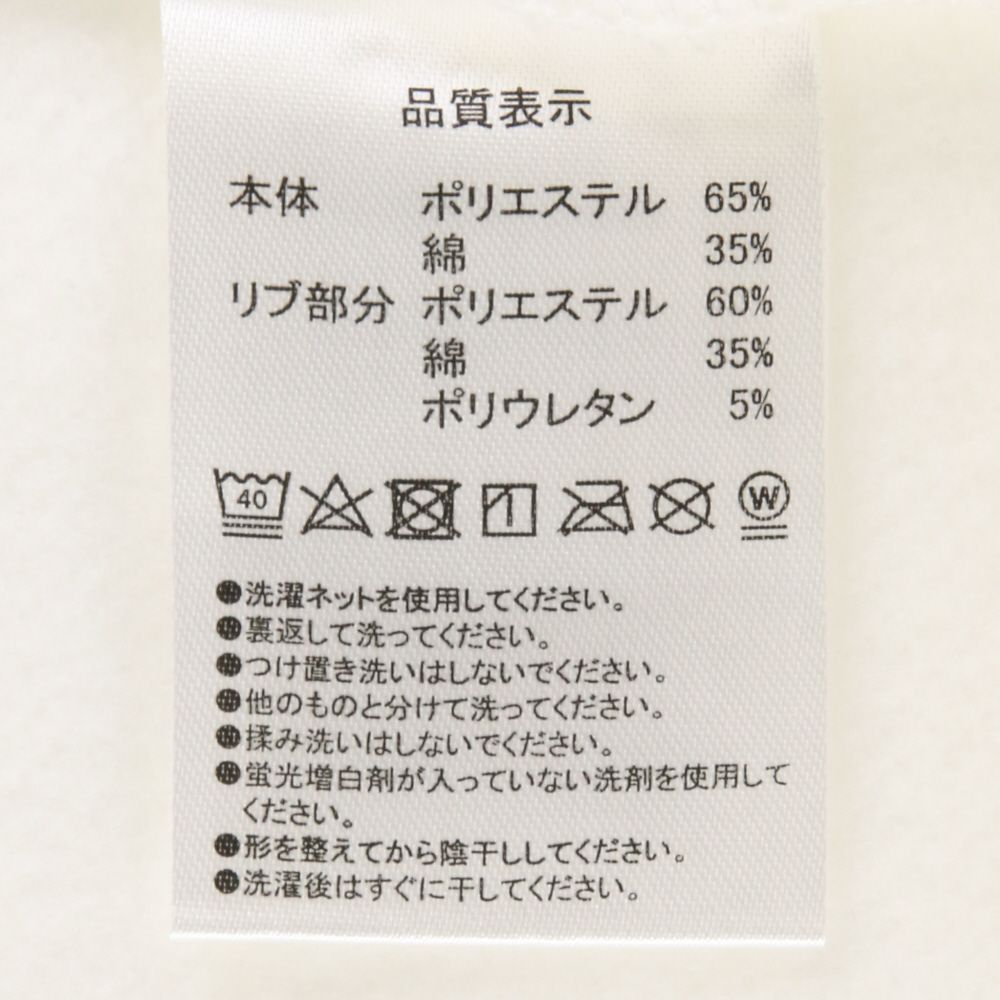 品質表示
本体 ポリエステル 65%
綿 35%
リブ部分 ポリエステル 60%
綿 35%
ポリウレタン 5%
40 W
●洗濯ネットを使用してください。
●裏返して洗ってください。
●つけ置き洗いはしないでください。
●他のものと分けて洗ってください。
●揉み洗いはしないでください。
●蛍光増白剤が入っていない洗剤を使用して
ください。
●形を整えてから陰干ししてください。
●洗濯後はすぐに干してください。